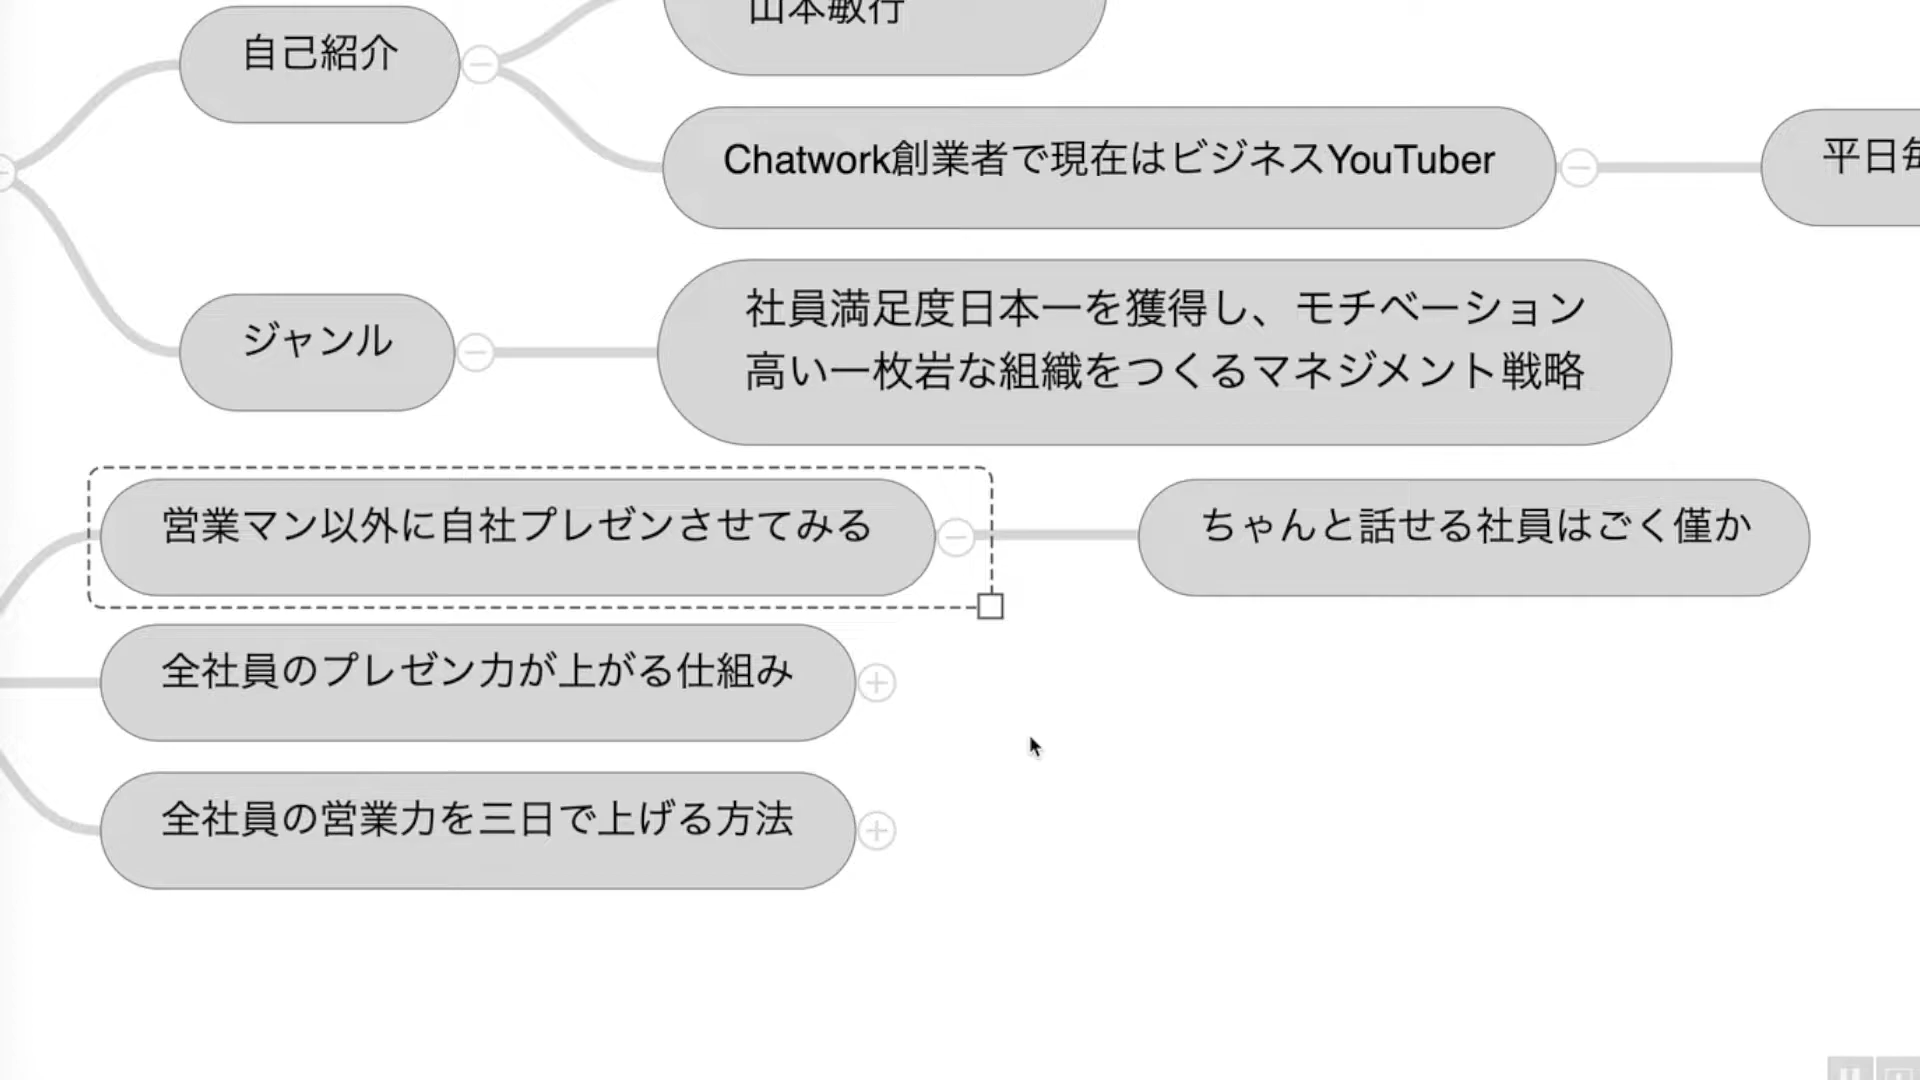 山本敏行
自己紹介
Chatwork創業者で現在はビジネスYouTuber
平日毎
ジャンル
社員満足度日本一を獲得し、モチベーション
高い一枚岩な組織をつくるマネジメント戦略
営業マン以外に自社プレゼンさせてみる
ちゃんと話せる社員はごく僅か
全社員のプレゼン力が上がる仕組み
全社員の営業力を三日で上げる方法